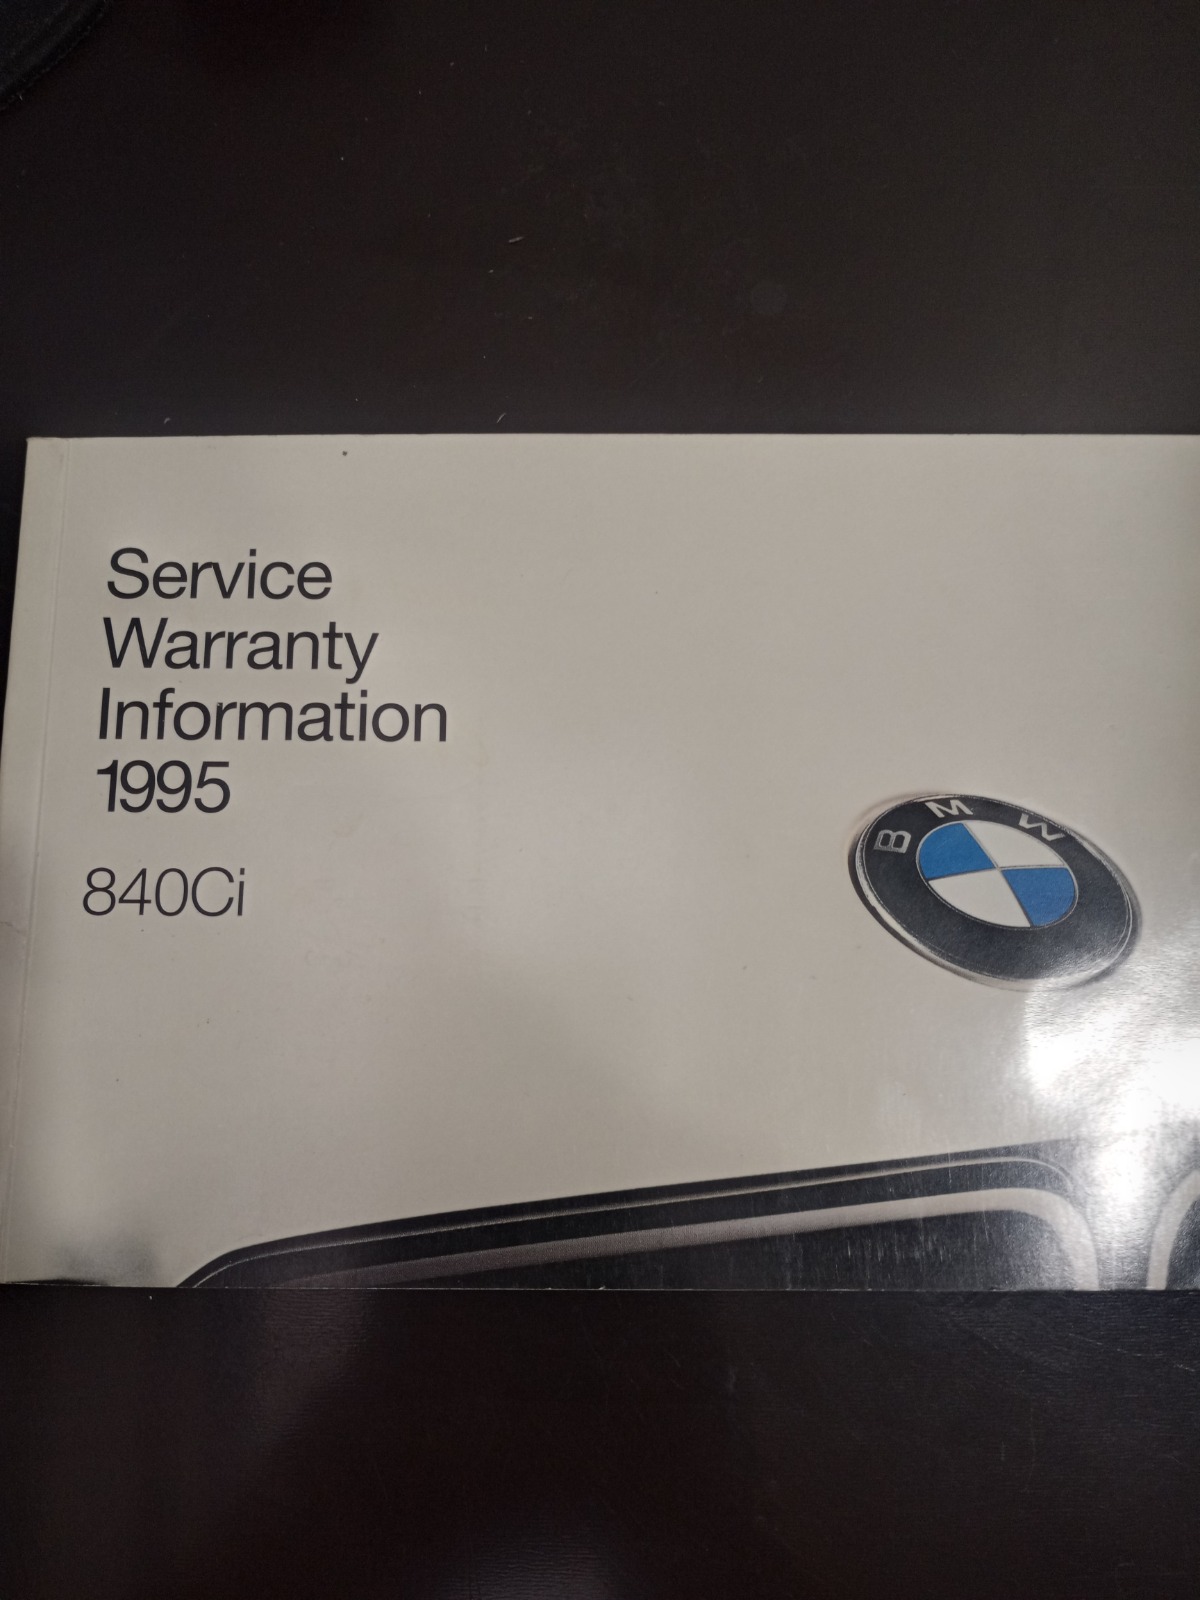 Service
Warranty
Information
1995
840Ci
BMW